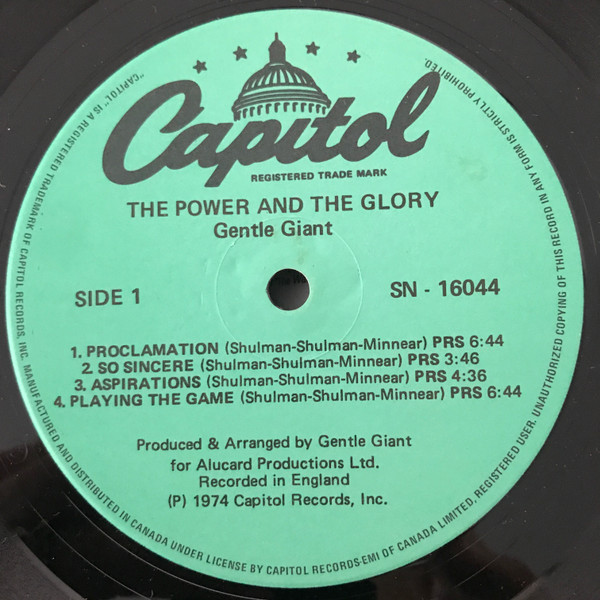 Capitol
REGISTERED TRADE MARK
THE POWER AND THE GLORY
Gentle Giant
SIDE 1
SN - 16044
1. PROCLAMATION (Shulman-Shulman-Minnear) PRS 6:44
2. SO SINCERE (Shulman-Shulman-Minnear) PRS 3:46
3. ASPIRATIONS (Shulman-Shulman-Minnear) PRS 4:36
4. PLAYING THE GAME (Shulman-Shulman-Minnear) PRS 6:44
Produced & Arranged by Gentle Giant
for Alucard Productions Ltd.
Recorded in England
(P) 1974 Capitol Records, Inc.
"CAPITOL" IS A REGISTERED TRADEMARK OF CAPITOL RECORDS, INC. MANUFACTURED AND DISTRIBUTED IN CANADA UNDER LICENSE BY CAPITOL RECORDS-EMI OF CANADA LIMITED, REGISTERED USER. UNAUTHORIZED COPYING OF THIS RECORD IN ANY FORM IS STRICTLY PROHIBITED.